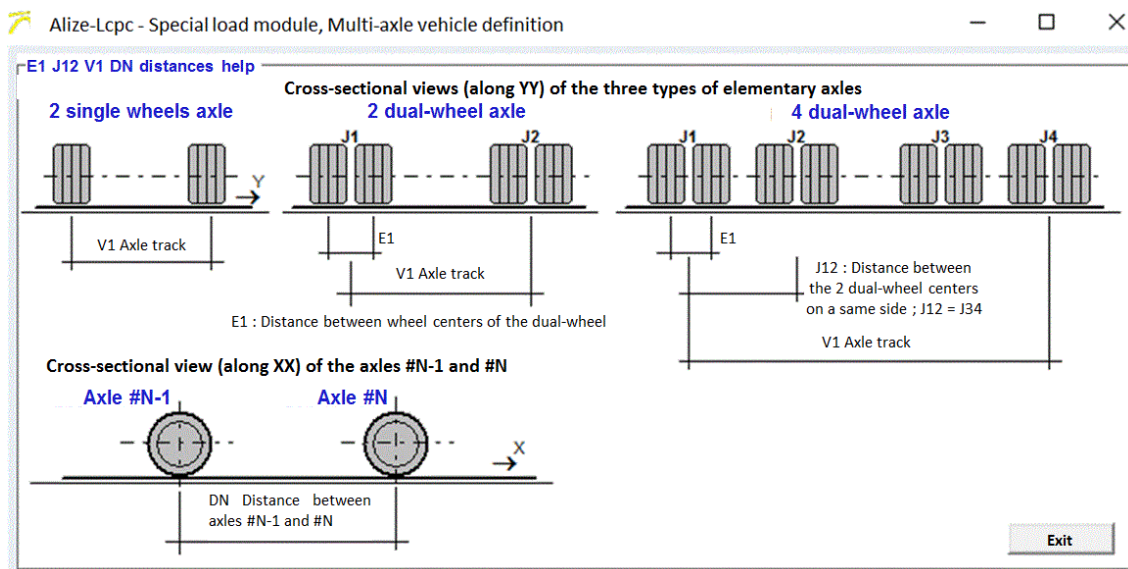 Alize-Lcpc - Special load module, Multi-axle vehicle definition
E1 J12 V1 DN distances help
Cross-sectional views (along YY) of the three types of elementary axles
2 single wheels axle
2 dual-wheel axle
4 dual-wheel axle
J1
J2
J1
J2
J3
J4
Y
V1 Axle track
E1
V1 Axle track
E1 : Distance between wheel centers of the dual-wheel
E1
J12 : Distance between
the 2 dual-wheel centers
on a same side ; J12 = J34
V1 Axle track
Cross-sectional view (along XX) of the axles #N-1 and #N
Axle #N-1
Axle #N
X
DN Distance between
axles #N-1 and #N
Exit